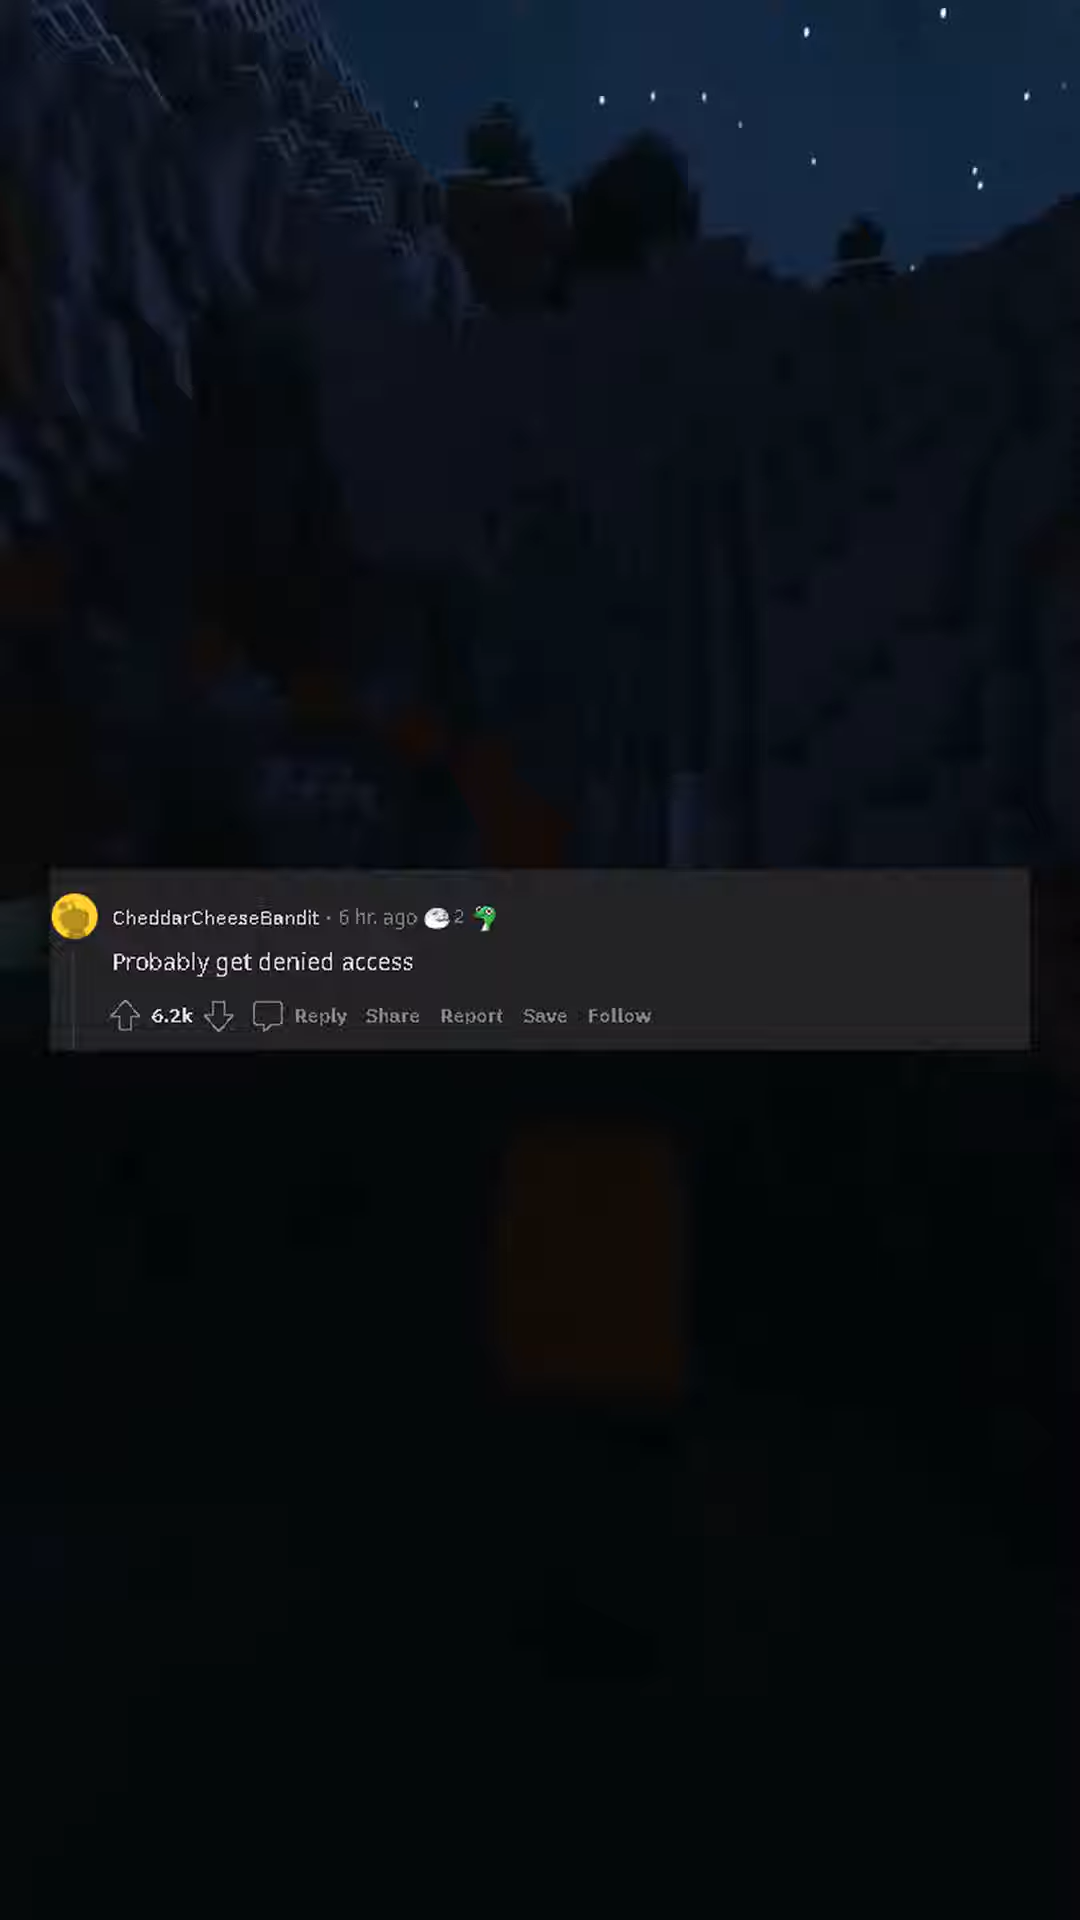 CheddarCheeseBandit · 6 hr. ago 2
Probably get denied access
6.2k Reply Share Report Save Follow